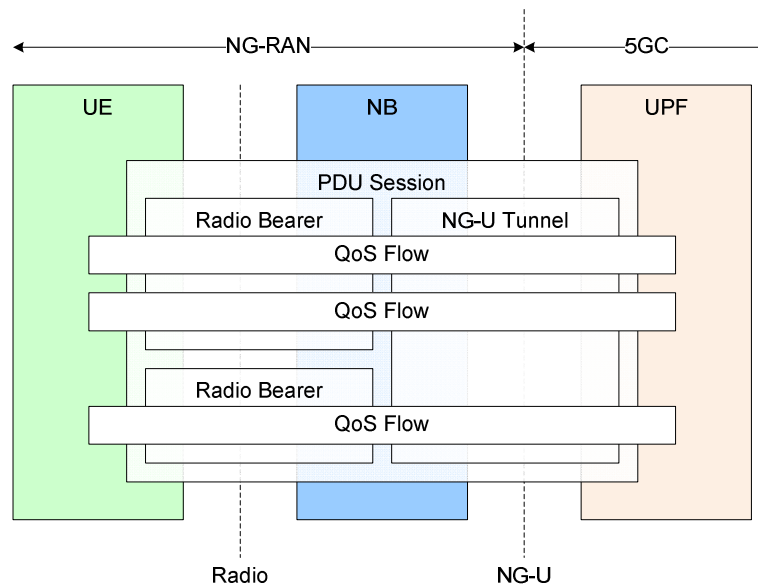 NG-RAN
5GC
UE
NB
UPF
PDU Session
Radio Bearer
NG-U Tunnel
QoS Flow
QoS Flow
Radio Bearer
QoS Flow
Radio
NG-U